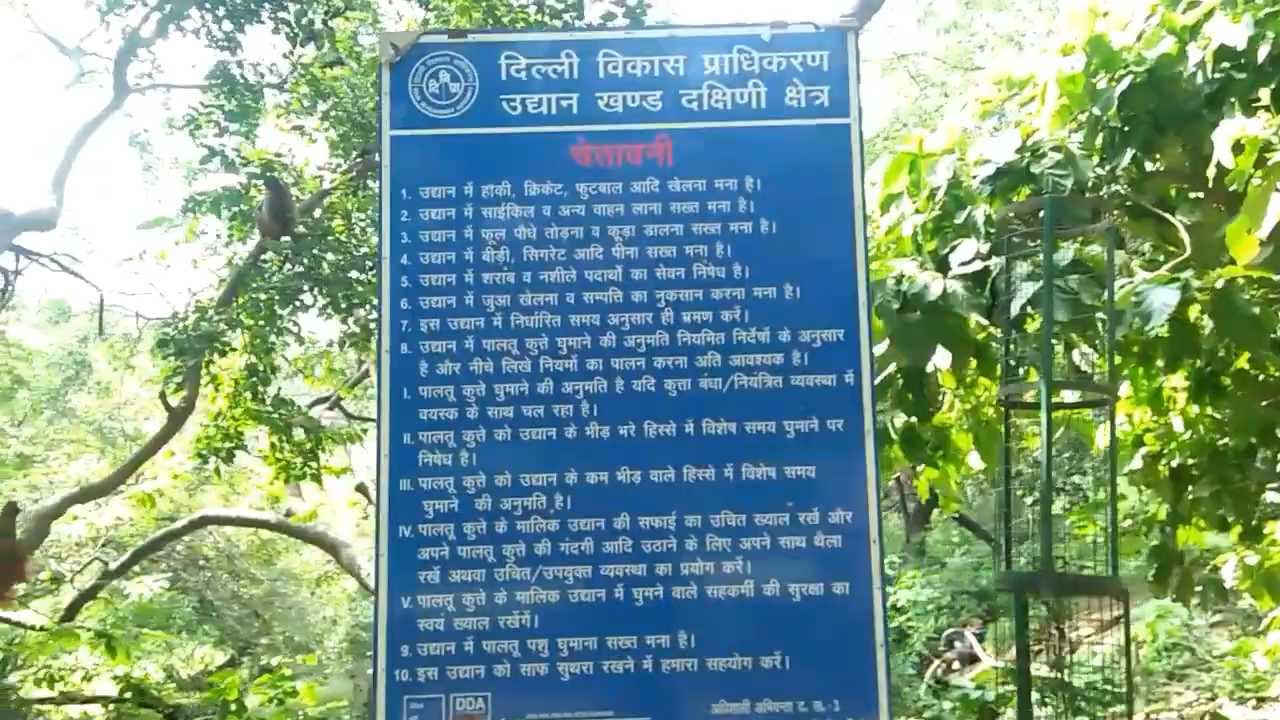 दि वि प्रा
दिल्ली विकास प्राधिकरण
उद्यान खण्ड दक्षिणी क्षेत्र
चेतावनी
1. उद्यान में हॉकी, क्रिकेट, फुटबाल आदि खेलना मना है।
2. उद्यान में साईकिल व अन्य वाहन लाना सख्त मना है।
3. उद्यान में फूल पौधे तोड़ना व कूड़ा डालना सख्त मना है।
4. उद्यान में बीड़ी, सिगरेट आदि पीना सख्त मना है।
5. उद्यान में शराब व नशीले पदार्थो का सेवन निषेध है।
6. उद्यान में जुआ खेलना व सम्पत्ति का नुकसान करना मना है।
7. इस उद्यान में निर्धारित समय अनुसार ही भ्रमण करें।
8. उद्यान में पालतू कुत्ते घुमाने की अनुमति नियमित निर्देषों के अनुसार
है और नीचे लिखे नियमों का पालन करना अति आवश्यक है।
I. पालतू कुत्ते घुमाने की अनुमति है यदि कुत्ता बंधा/नियंत्रित व्यवस्था में
वयस्क के साथ चल रहा है।
II. पालतू कुत्ते को उद्यान के भीड़ भरे हिस्से में विशेष समय घुमाने पर
निषेध है।
III. पालतू कुत्ते को उद्यान के कम भीड़ वाले हिस्से में विशेष समय
घुमाने की अनुमति है।
IV. पालतू कुत्ते के मालिक उद्यान की सफाई का उचित ख्याल रखें और
अपने पालतू कुत्ते की गंदगी आदि उठाने के लिए अपने साथ थैला
रखें अथवा उचित/उपयुक्त व्यवस्था का प्रयोग करें।
V. पालतू कुत्ते के मालिक उद्यान में घुमने वाले सहकर्मी की सुरक्षा का
स्वयं ख्याल रखेंगें।
9. उद्यान में पालतू पशु घुमाना सख्त मना है।
10. इस उद्यान को साफ सुथरा रखने में हमारा सहयोग करें।
DDA